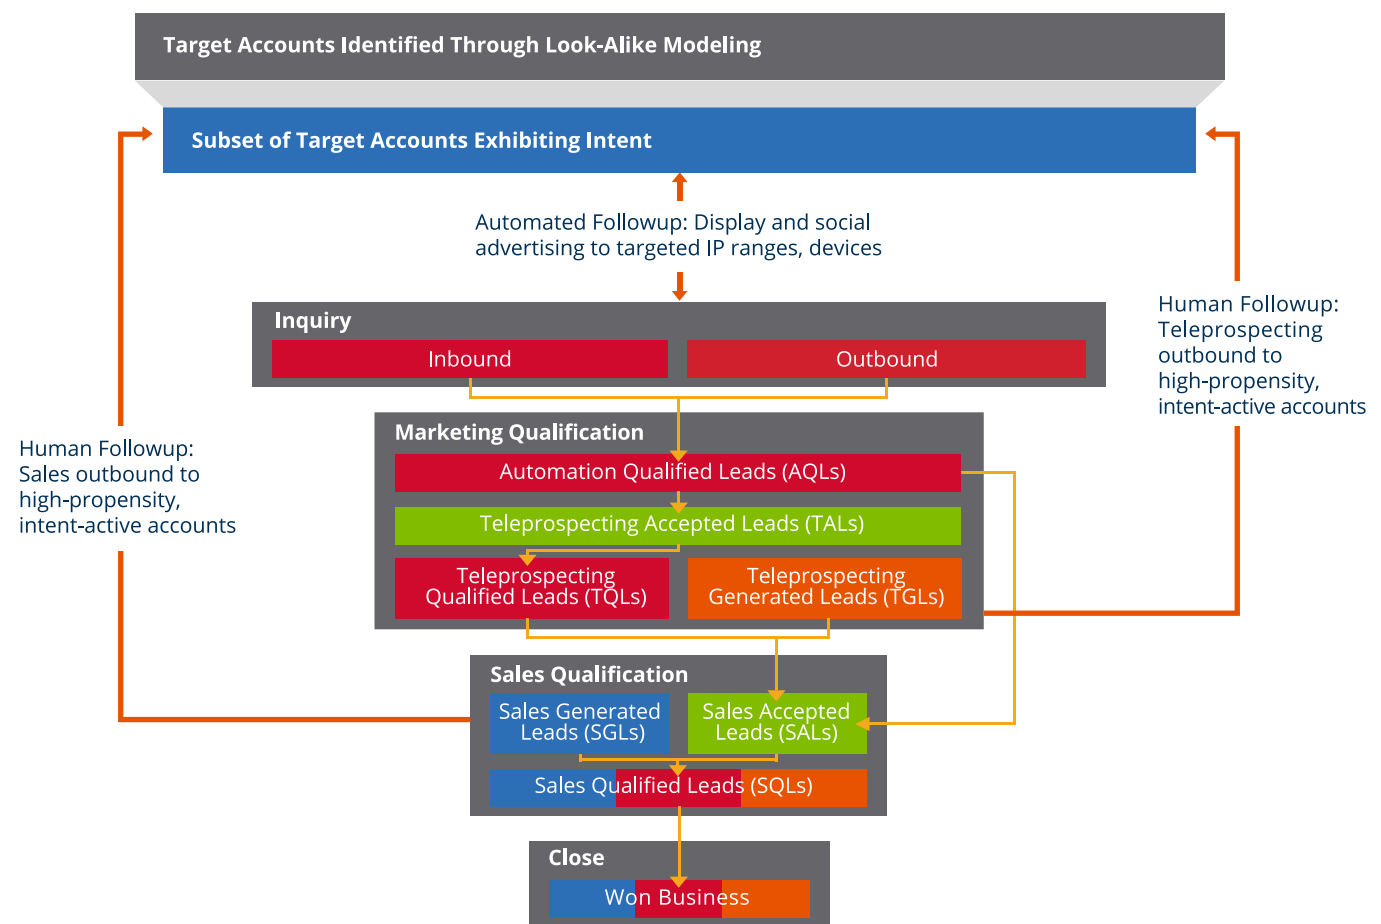 Target Accounts Identified Through Look-Alike Modeling
Subset of Target Accounts Exhibiting Intent
Automated Followup: Display and social
advertising to targeted IP ranges, devices
Inquiry
Inbound
Outbound
Human Followup:
Teleprospecting
outbound to
high-propensity,
intent-active accounts
Human Followup:
Sales outbound to
high-propensity,
intent-active accounts
Marketing Qualification
Automation Qualified Leads (AQLs)
Teleprospecting Accepted Leads (TALs)
Teleprospecting
Qualified Leads (TQLs)
Teleprospecting
Generated Leads (TGLs)
Sales Qualification
Sales Generated
Leads (SGLs)
Sales Accepted
Leads (SALs)
Sales Qualified Leads (SQLs)
Close
Won Business